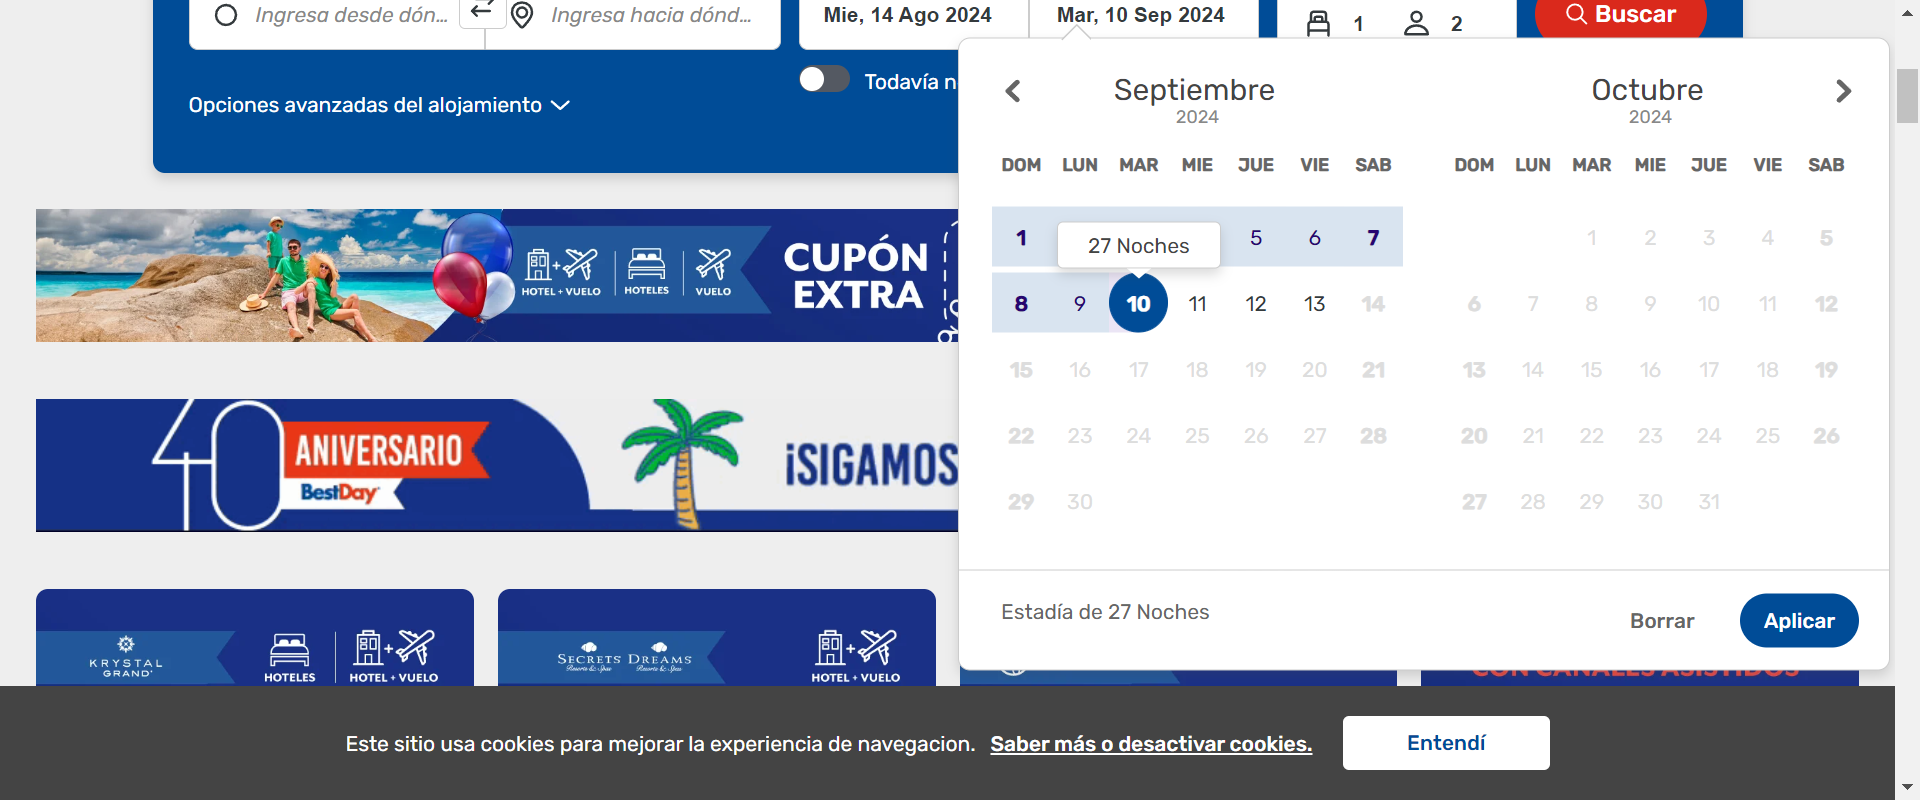 Ingresa desde dón...
Ingresa hacia dónd...
Mie, 14 Ago 2024
Mar, 10 Sep 2024
1
2
Buscar
Opciones avanzadas del alojamiento
Todavía n
Septiembre
2024
Octubre
2024
DOM LUN MAR MIE JUE VIE SAB
DOM LUN MAR MIE JUE VIE SAB
1 5 6 7
27 Noches
1 2 3 4 5
8 9 10 11 12 13 14
6 7 8 9 10 11 12
15 16 17 18 19 20 21
13 14 15 16 17 18 19
22 23 24 25 26 27 28
20 21 22 23 24 25 26
29 30
27 28 29 30 31
Estadía de 27 Noches
Borrar
Aplicar
HOTEL + VUELO
HOTELES
VUELO
CUPÓN
EXTRA
40
ANIVERSARIO
BestDay
¡SIGAMOS
KRYSTAL
GRAND
HOTELES
HOTEL + VUELO
SECRETS
Resorts & Spas
DREAMS
Resorts & Spas
HOTEL + VUELO
CON CANALES ASISTIDOS
Este sitio usa cookies para mejorar la experiencia de navegacion. Saber más o desactivar cookies.
Entendí